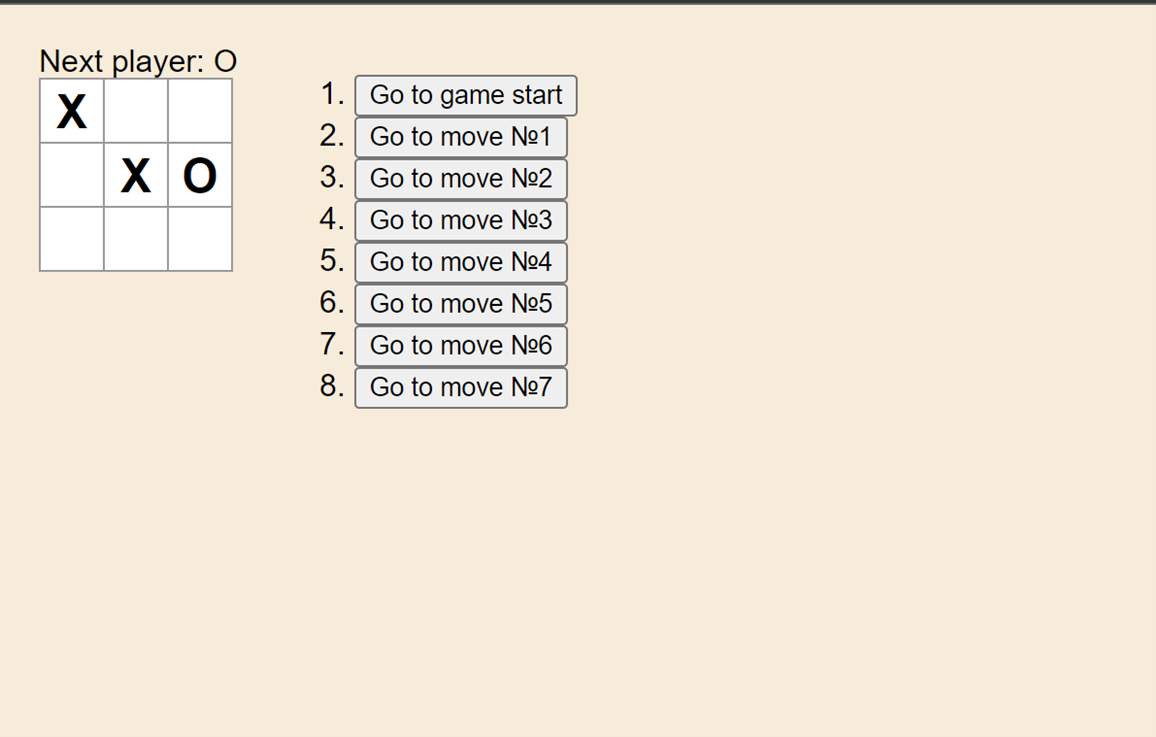 Next player: O
X
X O
1. Go to game start
2. Go to move №1
3. Go to move №2
4. Go to move №3
5. Go to move №4
6. Go to move №5
7. Go to move №6
8. Go to move №7